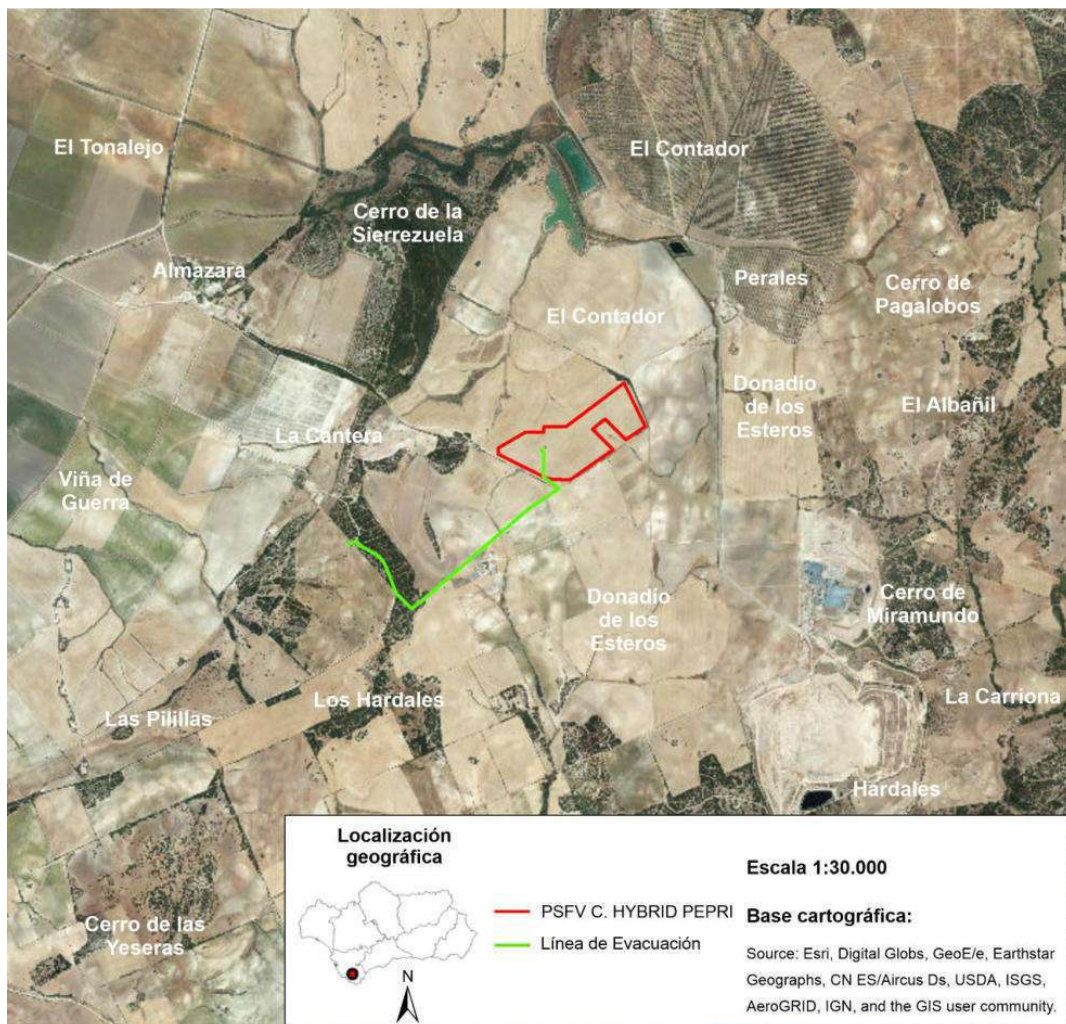 El Tonalejo
El Contador
Cerro de la
Sierrezuela
Almazara
Perales
Cerro de
Pagalobos
El Contador
Donadio
de los
Esteros
El Albañil
La Cantera
Viña de
Guerra
Donadio
de los
Esteros
Cerro de
Miramundo
Los Hardales
La Carriona
Las Pilillas
Hardales
Localización
geográfica
Escala 1:30.000
PSFV C. HYBRID PEPRI
Base cartográfica:
Línea de Evacuación
Cerro de las
Yeseras
Source: Esri, Digital Globs, GeoE/e, Earthstar
Geographs, CN ES/Aircus Ds, USDA, ISGS,
AeroGRID, IGN, and the GIS user community.
N